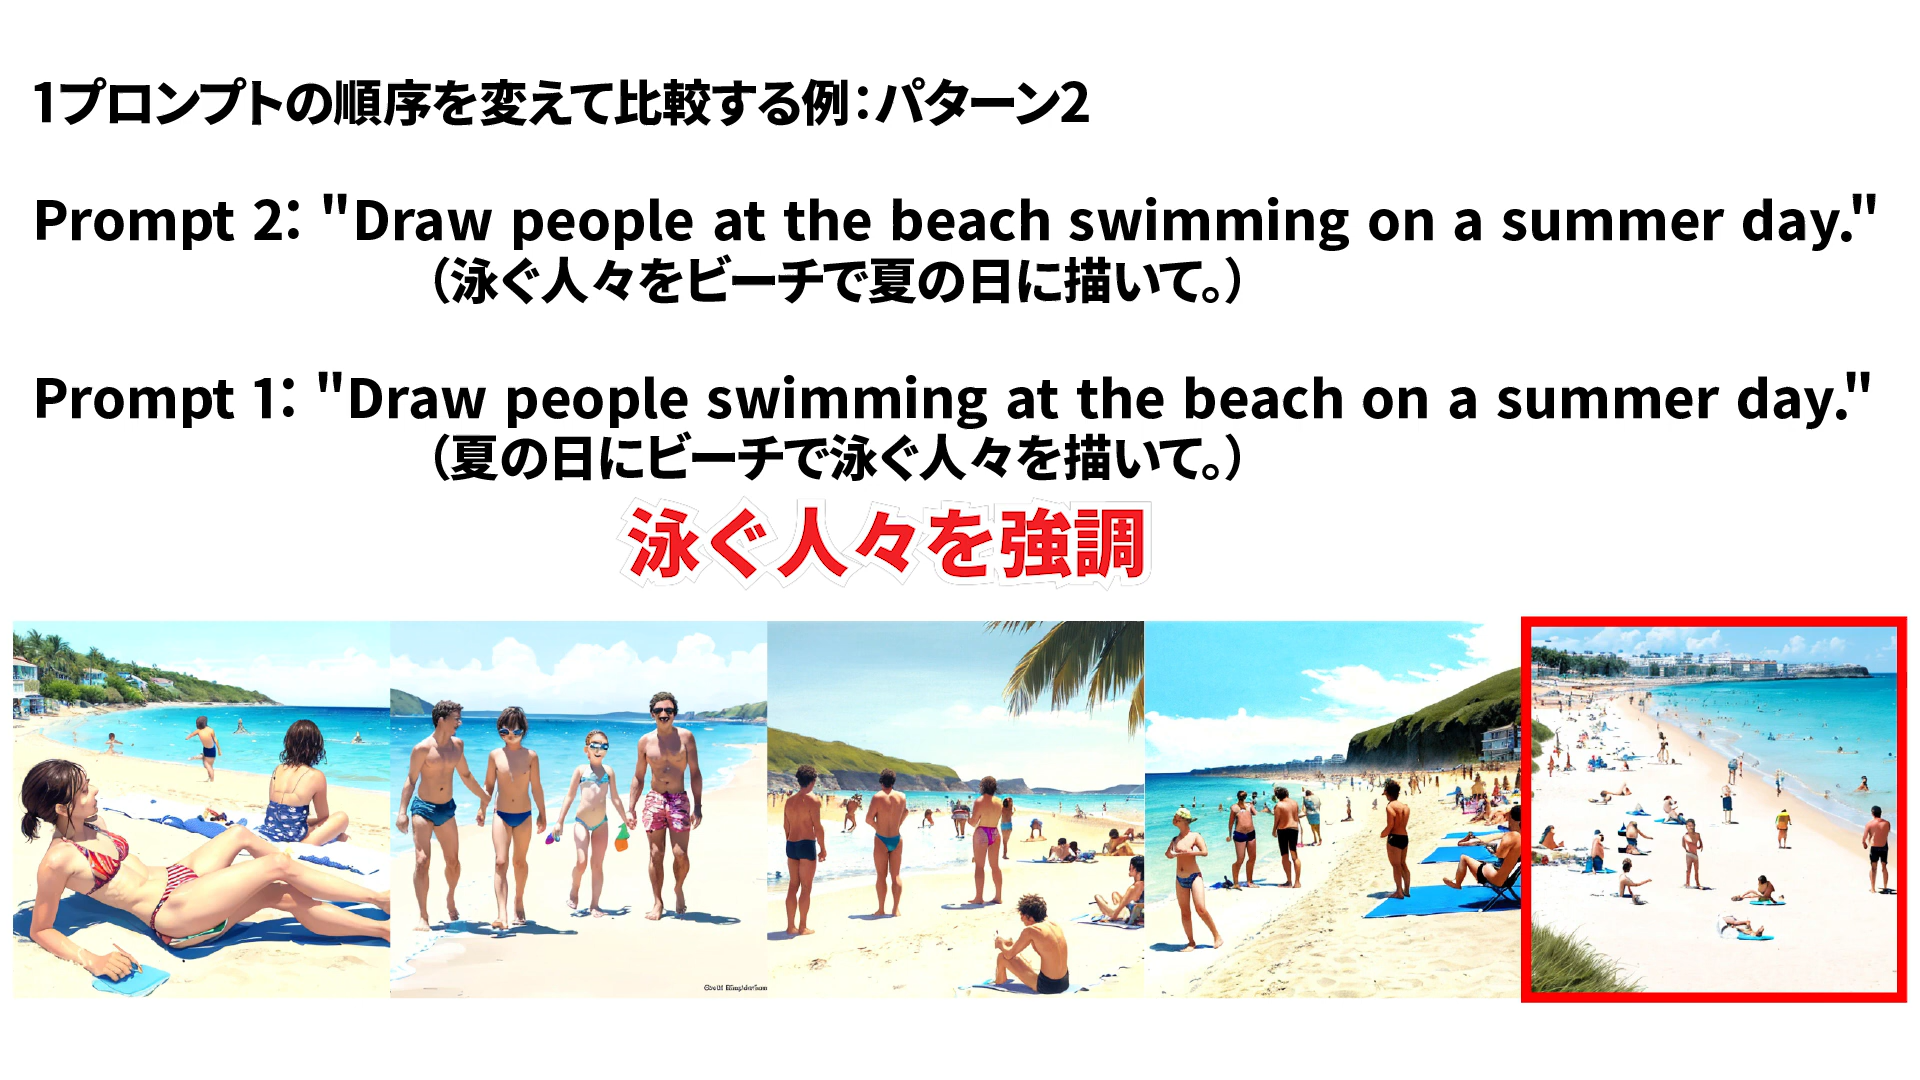 1プロンプトの順序を変えて比較する例：パターン2
Prompt 2: "Draw people at the beach swimming on a summer day."
（泳ぐ人々をビーチで夏の日に描いて。）
Prompt 1: "Draw people swimming at the beach on a summer day."
（夏の日にビーチで泳ぐ人々を描いて。）
泳ぐ人々を強調